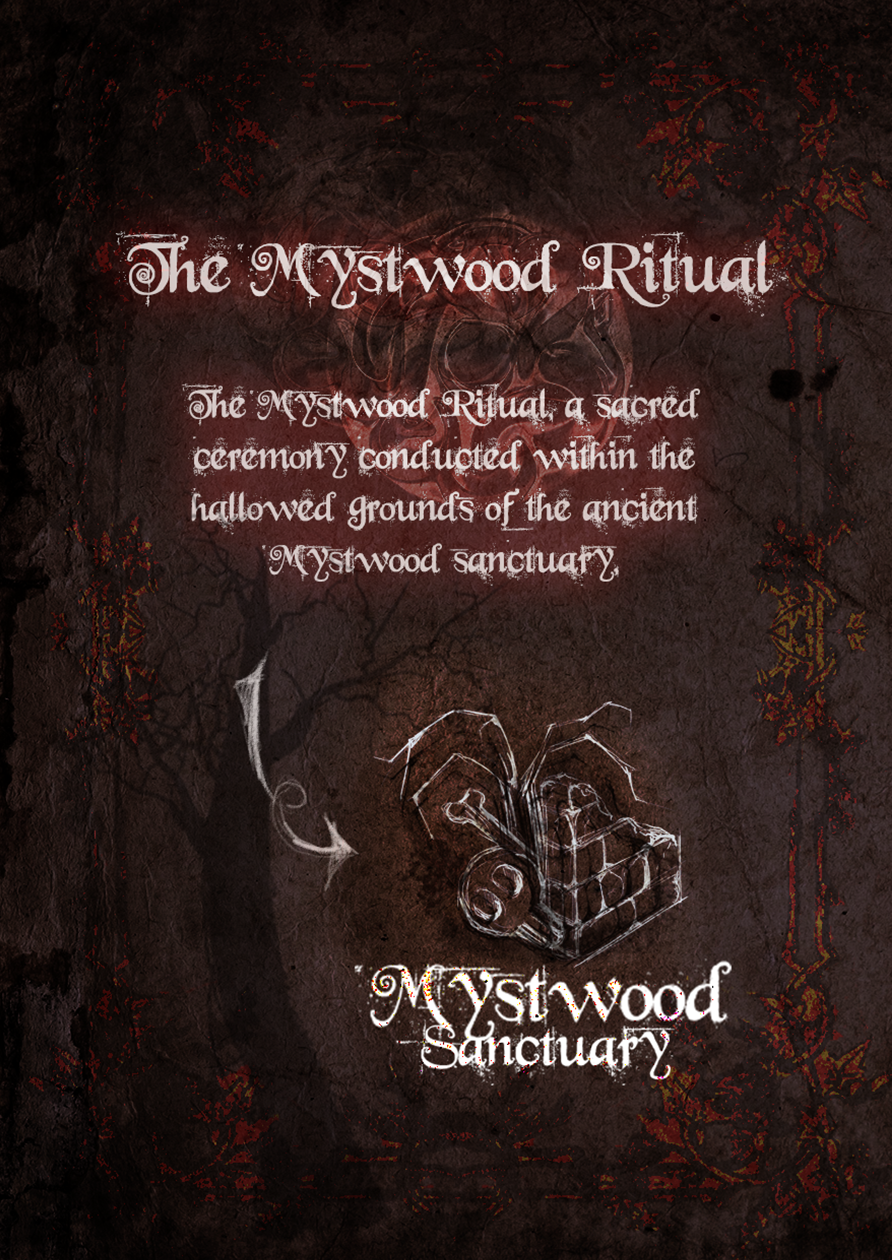 The Mystwood Ritual
The Mystwood Ritual, a sacred
ceremony conducted within the
hallowed grounds of the ancient
Mystwood sanctuary,
Mystwood
Sanctuary